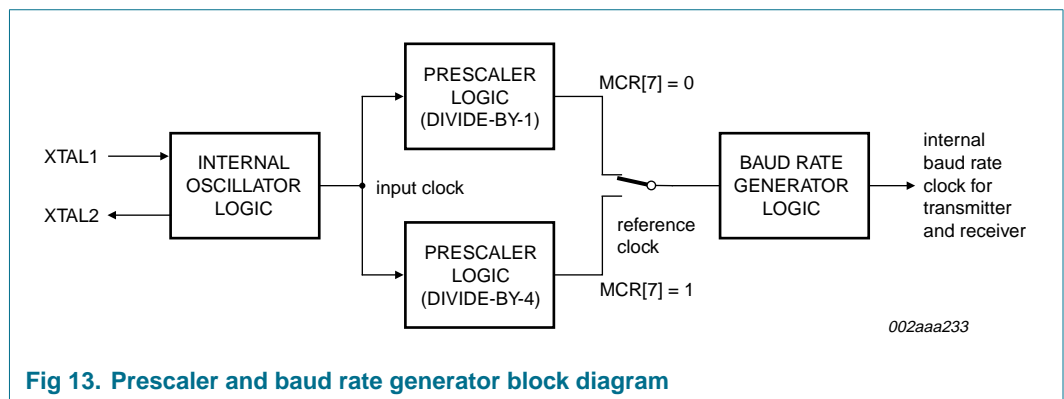 PRESCALER
LOGIC
(DIVIDE-BY-1)
MCR[7] = 0
XTAL1
XTAL2
INTERNAL
OSCILLATOR
LOGIC
input clock
BAUD RATE
GENERATOR
LOGIC
internal
baud rate
clock for
transmitter
and receiver
reference
clock
PRESCALER
LOGIC
(DIVIDE-BY-4)
MCR[7] = 1
002aaa233
Fig 13. Prescaler and baud rate generator block diagram